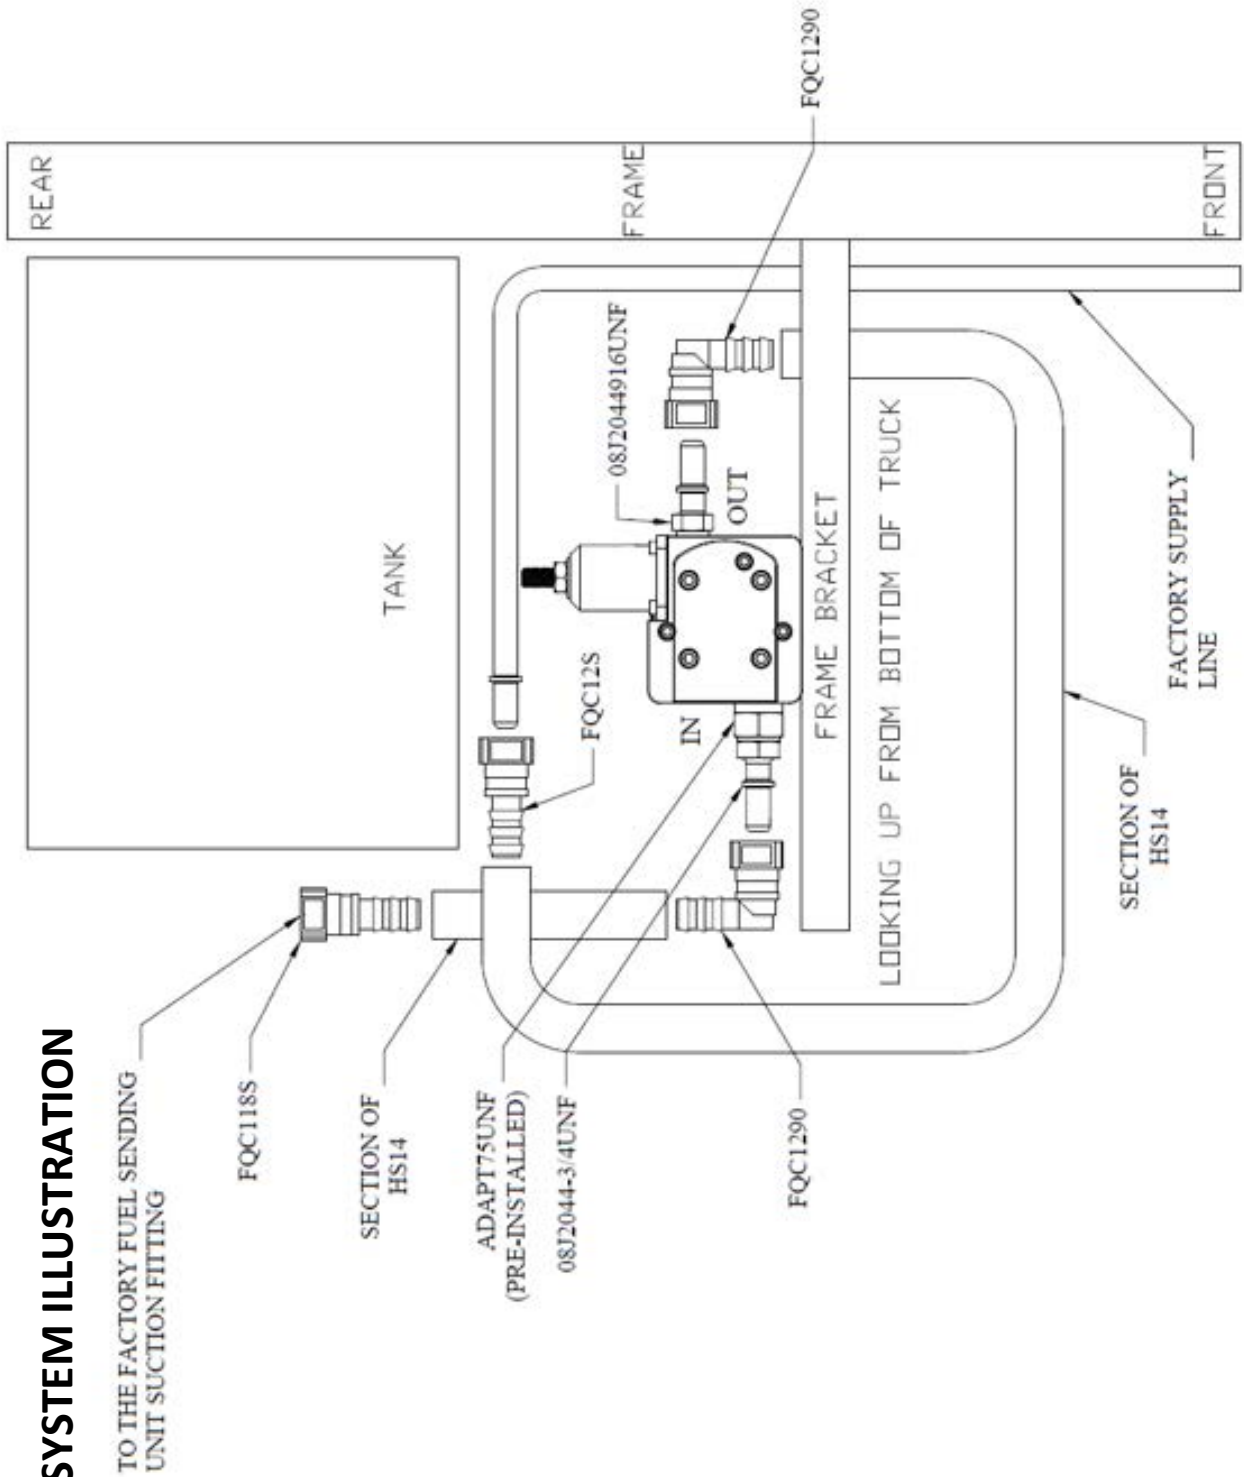 SYSTEM ILLUSTRATION
TO THE FACTORY FUEL SENDING
UNIT SUCTION FITTING
FQC118S
SECTION OF
HS14
ADAPT75UNF
(PRE-INSTALLED)
08J2044-3/4UNF
FQC1290
TANK
FQC12S
IN
OUT
08J2044916UNF
FRAME BRACKET
LOOKING UP FROM BOTTOM OF TRUCK
SECTION OF
HS14
FACTORY SUPPLY
LINE
REAR
FRAME
FRONT
FQC1290